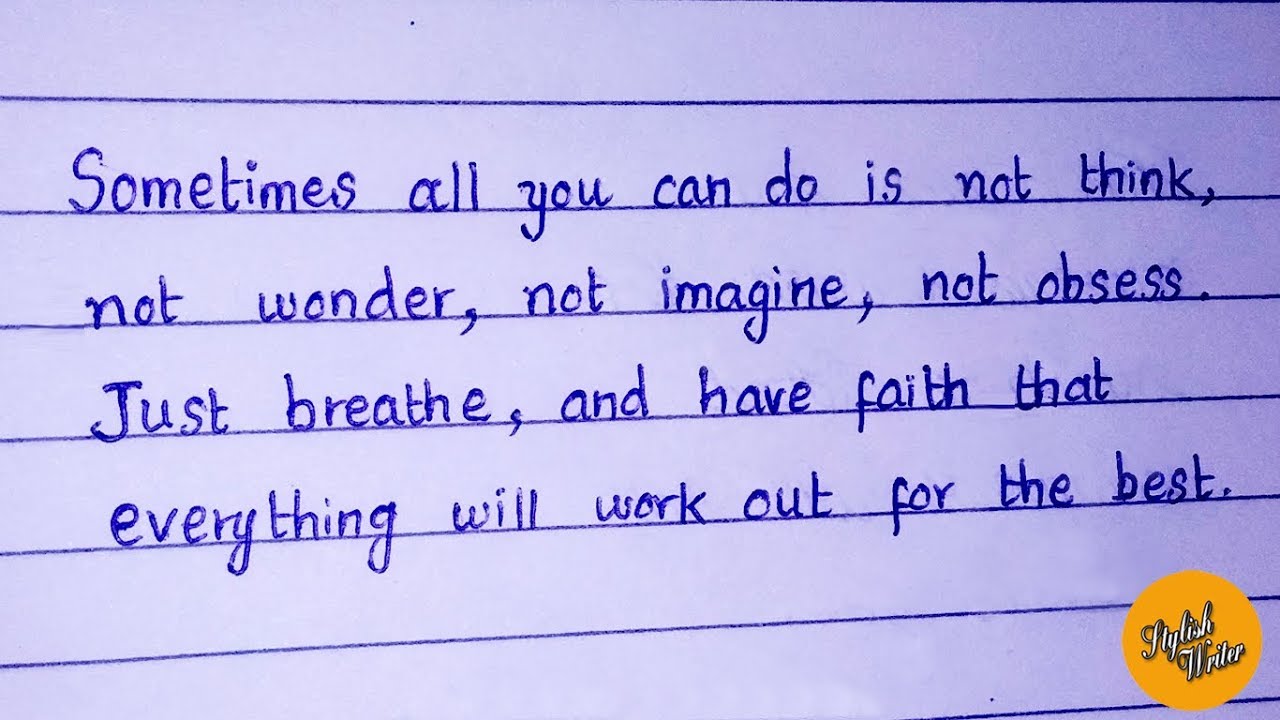 Sometimes all you can do is not think,
not wonder, not imagine, not obsess.
Just breathe, and have faith that
everything will work out for the best.
Stylish
Writer